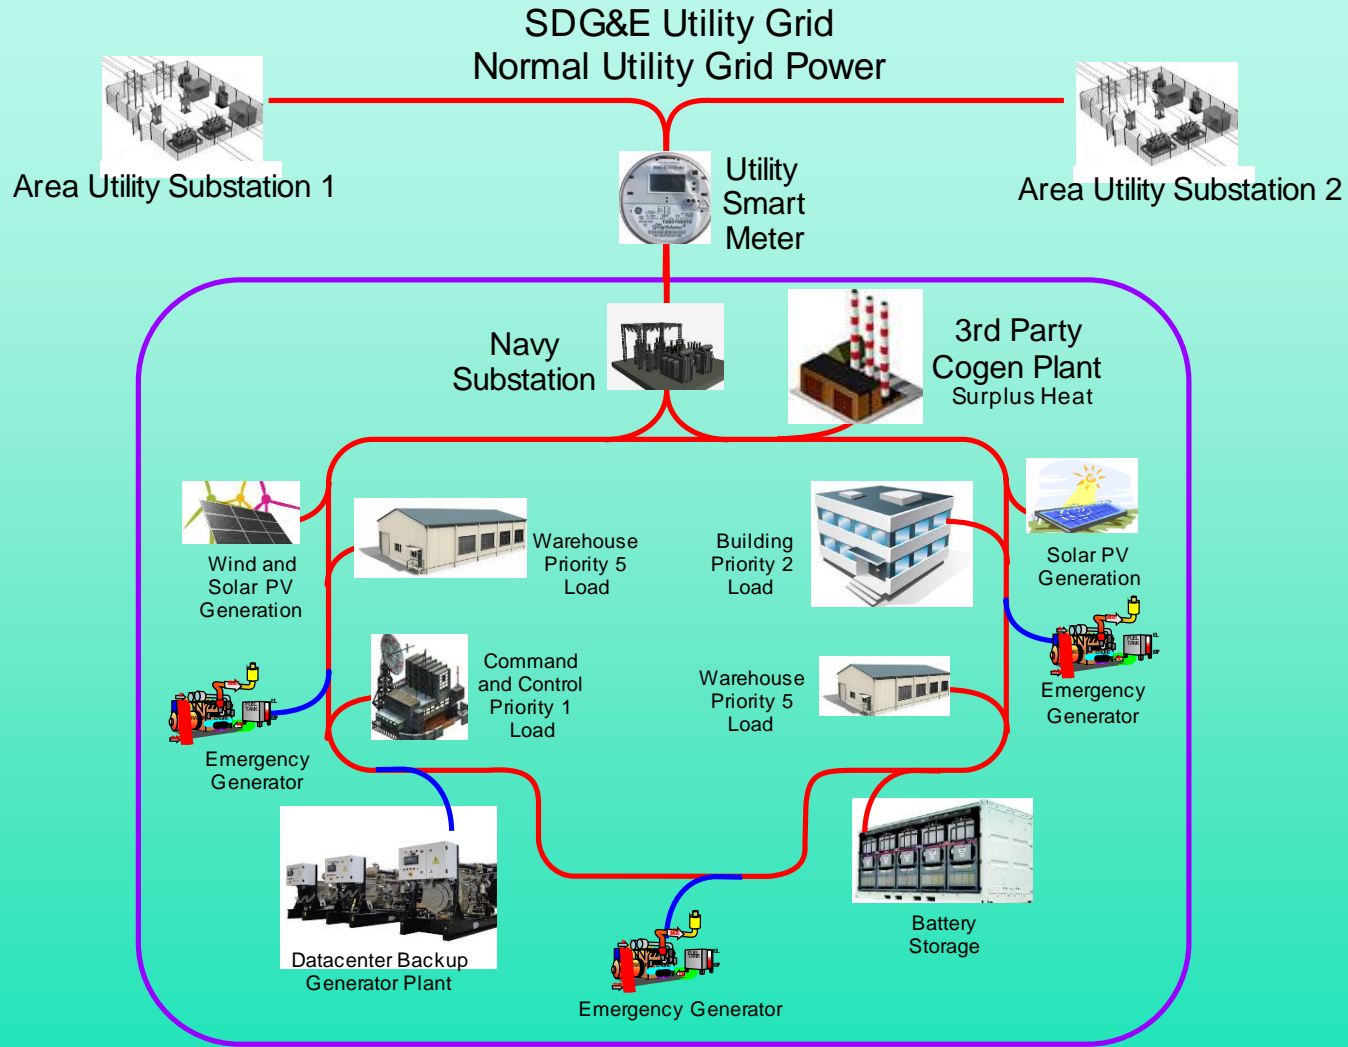 SDG&E Utility Grid
Normal Utility Grid Power
Area Utility Substation 1
Utility
Smart
Meter
Area Utility Substation 2
Navy
Substation
3rd Party
Cogen Plant
Surplus Heat
Wind and
Solar PV
Generation
Warehouse
Priority 5
Load
Building
Priority 2
Load
Solar PV
Generation
Emergency
Generator
Command
and Control
Priority 1
Load
Warehouse
Priority 5
Load
Emergency
Generator
Datacenter Backup
Generator Plant
Emergency Generator
Battery
Storage